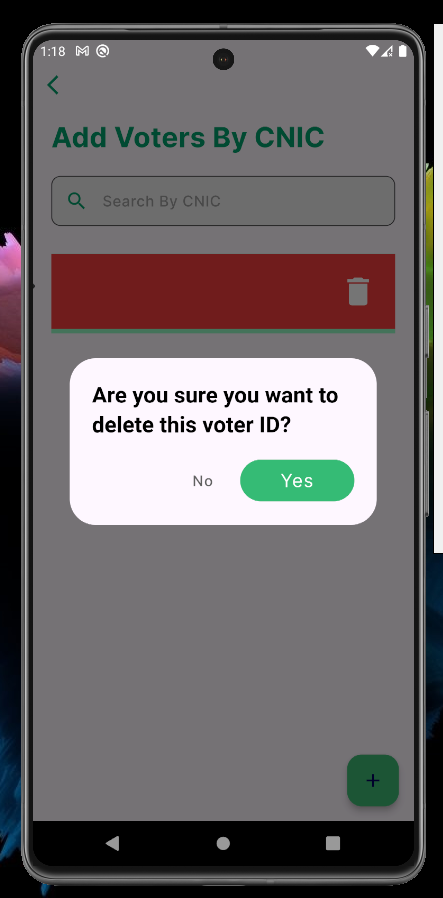 1:18
Add Voters By CNIC
Search By CNIC
Are you sure you want to
delete this voter ID?
No
Yes
+